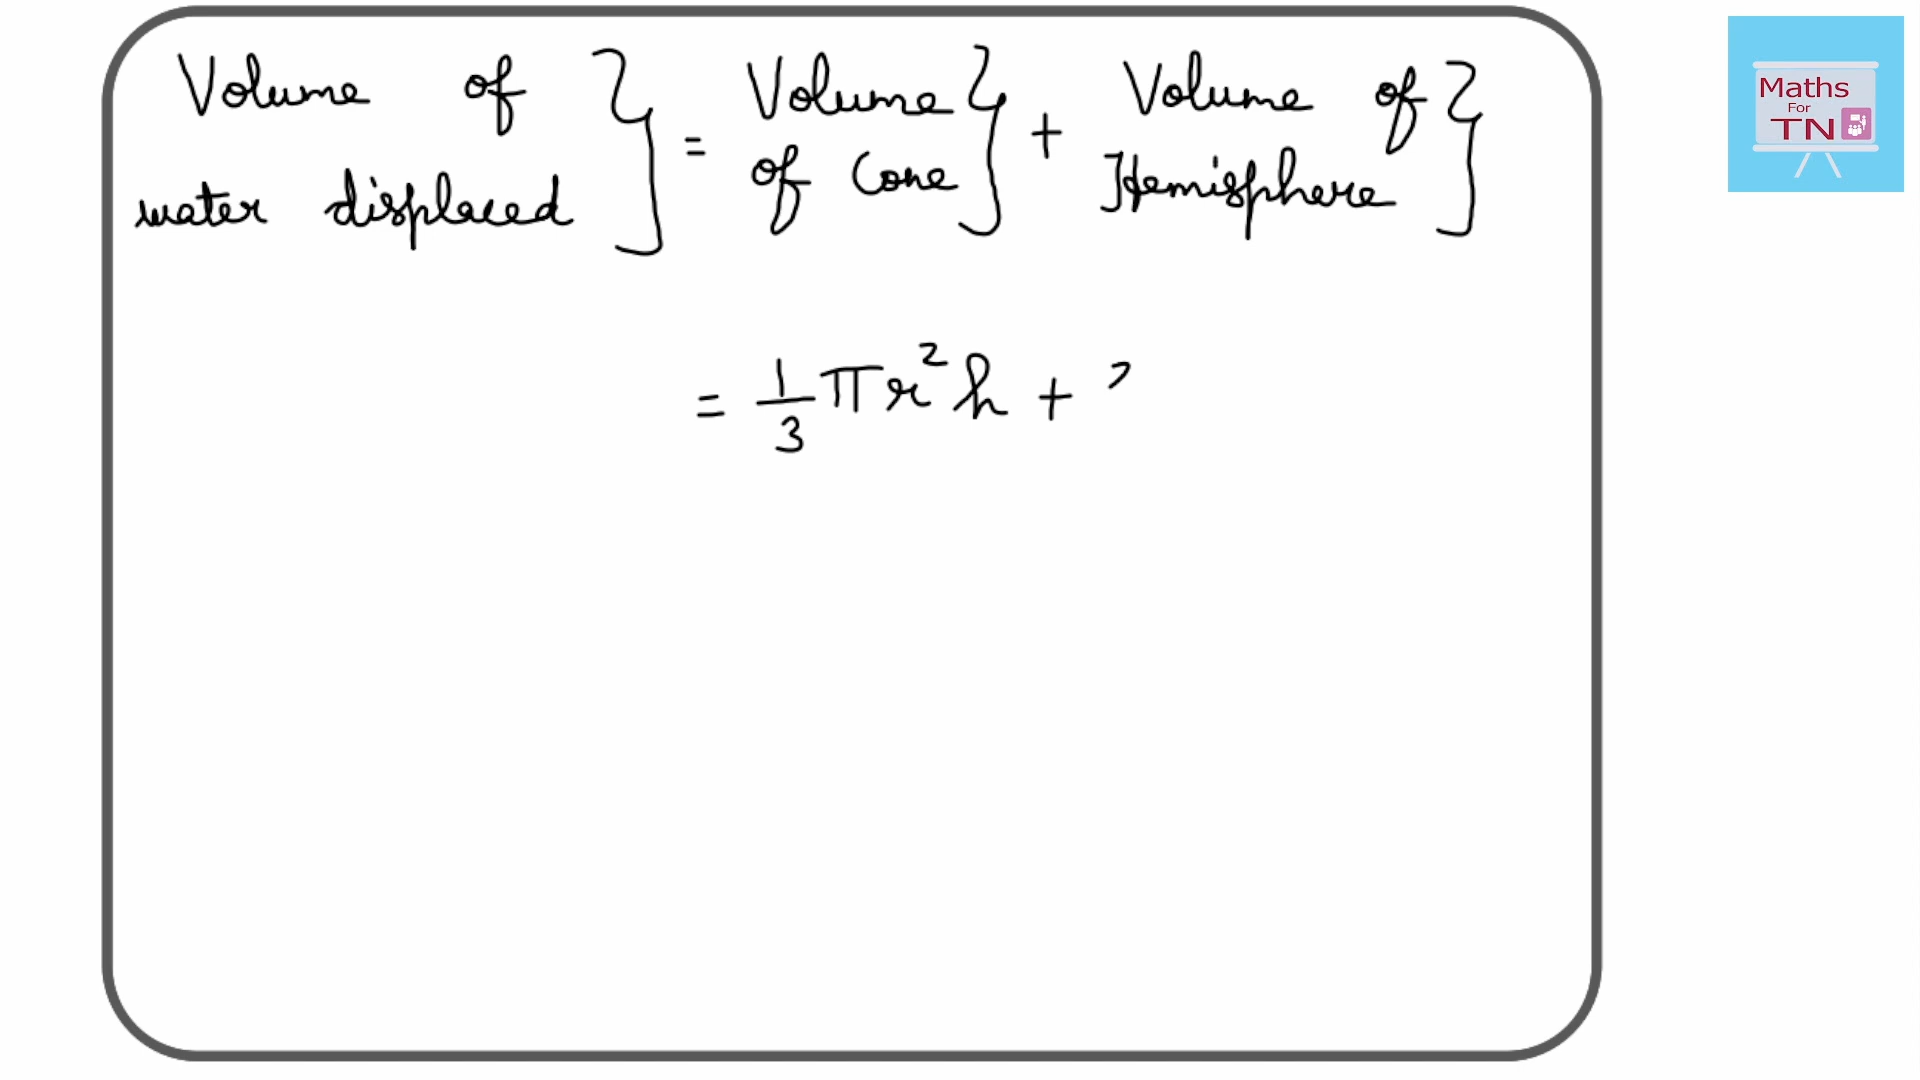 Volume of } = Volume } + Volume of }
water displaced of Cone Hemisphere
= 1/3 πr²h +
Maths
For
TN